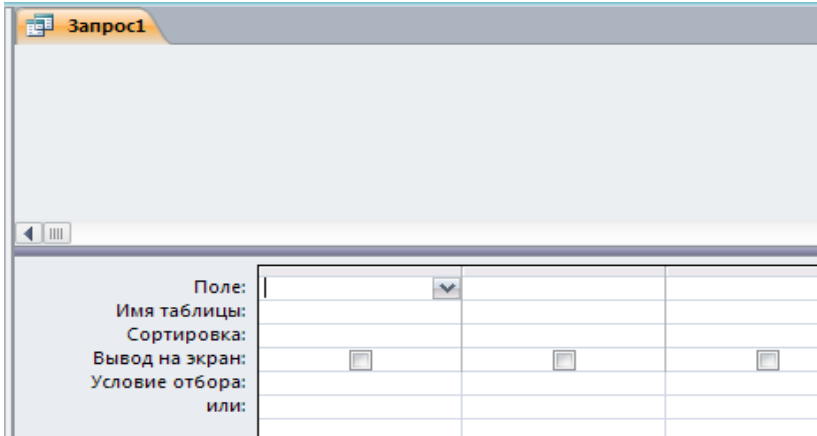 Запрос1
Поле:
Имя таблицы:
Сортировка:
Вывод на экран:
Условие отбора:
или: